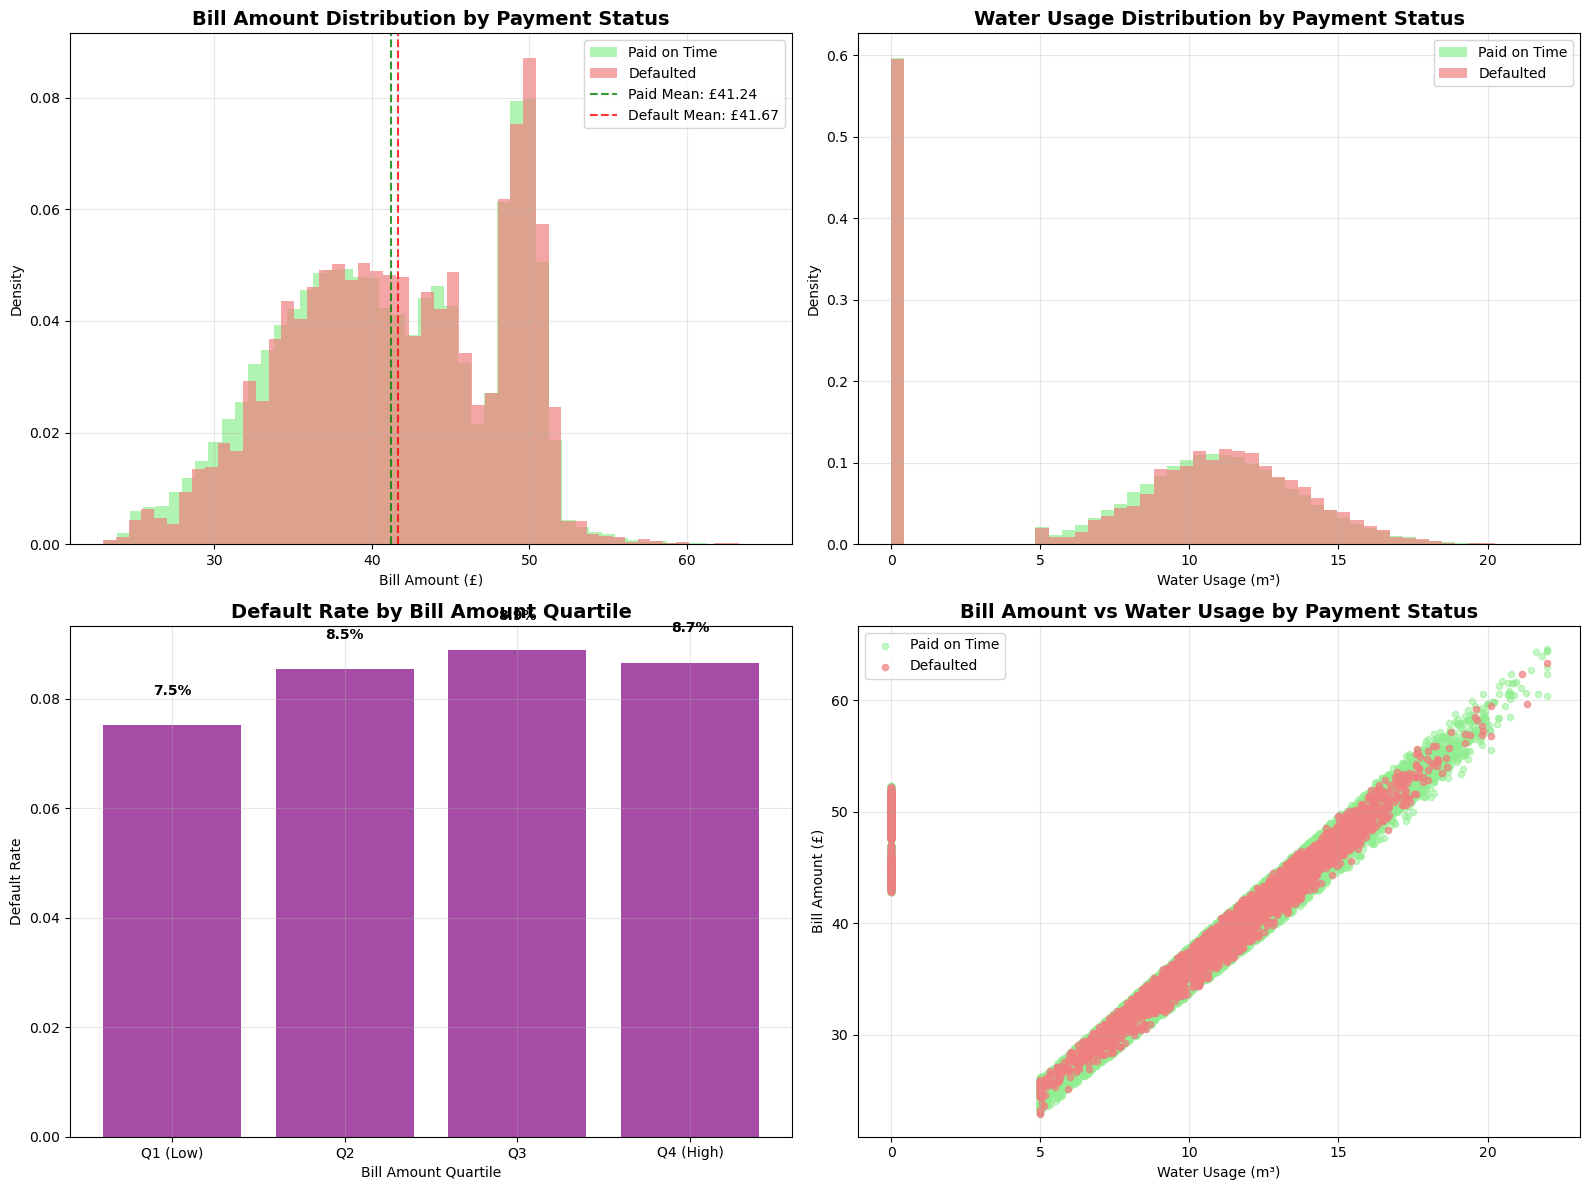 Bill Amount Distribution by Payment Status
Paid on Time
Defaulted
Paid Mean: £41.24
Default Mean: £41.67
0.08
0.06
0.04
0.02
0.00
Density
30 40 50 60
Bill Amount (£)
Water Usage Distribution by Payment Status
Paid on Time
Defaulted
0.6
0.5
0.4
0.3
0.2
0.1
0.0
Density
0 5 10 15 20
Water Usage (m³)
Default Rate by Bill Amount Quartile
7.5%
8.5%
8.9%
8.7%
0.08
0.06
0.04
0.02
0.00
Default Rate
Q1 (Low) Q2 Q3 Q4 (High)
Bill Amount Quartile
Bill Amount vs Water Usage by Payment Status
Paid on Time
Defaulted
60
50
40
30
Bill Amount (£)
0 5 10 15 20
Water Usage (m³)